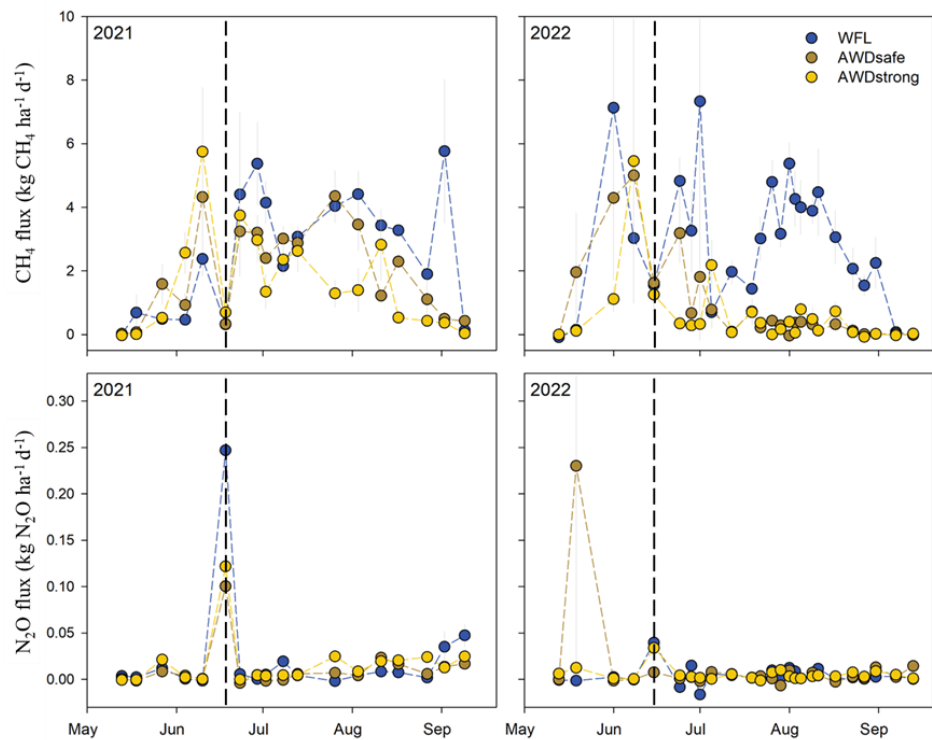 2021
2022
WFL
AWDsafe
AWDstrong
CH₄ flux (kg CH₄ ha⁻¹ d⁻¹)
10
8
6
4
2
0
2021
2022
N₂O flux (kg N₂O ha⁻¹ d⁻¹)
0.30
0.25
0.20
0.15
0.10
0.05
0.00
May Jun Jul Aug Sep
May Jun Jul Aug Sep